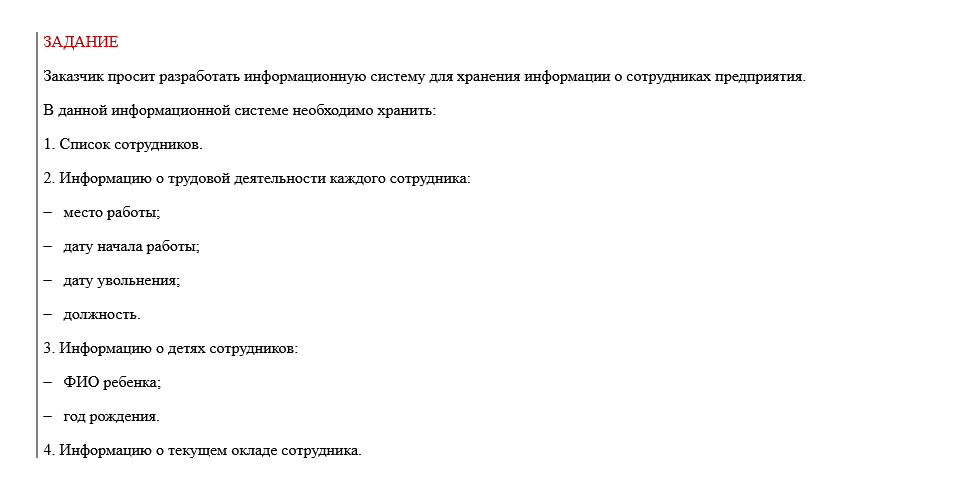 ЗАДАНИЕ
Заказчик просит разработать информационную систему для хранения информации о сотрудниках предприятия.
В данной информационной системе необходимо хранить:
1. Список сотрудников.
2. Информацию о трудовой деятельности каждого сотрудника:
– место работы;
– дату начала работы;
– дату увольнения;
– должность.
3. Информацию о детях сотрудников:
– ФИО ребенка;
– год рождения.
4. Информацию о текущем окладе сотрудника.